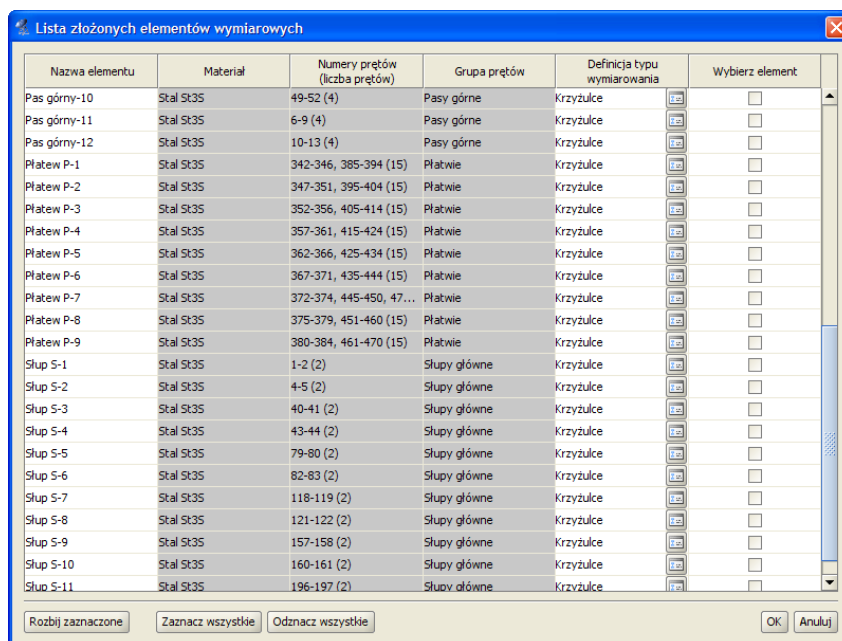 Lista złożonych elementów wymiarowych
Nazwa elementu Materiał Numery prętów (liczba prętów) Grupa prętów Definicja typu wymiarowania Wybierz element
Pas górny-10 Stal St3S 49-52 (4) Pasy górne Krzyżulce
Pas górny-11 Stal St3S 6-9 (4) Pasy górne Krzyżulce
Pas górny-12 Stal St3S 10-13 (4) Pasy górne Krzyżulce
Płatew P-1 Stal St3S 342-346, 385-394 (15) Płatwie Krzyżulce
Płatew P-2 Stal St3S 347-351, 395-404 (15) Płatwie Krzyżulce
Płatew P-3 Stal St3S 352-356, 405-414 (15) Płatwie Krzyżulce
Płatew P-4 Stal St3S 357-361, 415-424 (15) Płatwie Krzyżulce
Płatew P-5 Stal St3S 362-366, 425-434 (15) Płatwie Krzyżulce
Płatew P-6 Stal St3S 367-371, 435-444 (15) Płatwie Krzyżulce
Płatew P-7 Stal St3S 372-374, 445-450, 47... Płatwie Krzyżulce
Płatew P-8 Stal St3S 375-379, 451-460 (15) Płatwie Krzyżulce
Płatew P-9 Stal St3S 380-384, 461-470 (15) Płatwie Krzyżulce
Słup S-1 Stal St3S 1-2 (2) Słupy główne Krzyżulce
Słup S-2 Stal St3S 4-5 (2) Słupy główne Krzyżulce
Słup S-3 Stal St3S 40-41 (2) Słupy główne Krzyżulce
Słup S-4 Stal St3S 43-44 (2) Słupy główne Krzyżulce
Słup S-5 Stal St3S 79-80 (2) Słupy główne Krzyżulce
Słup S-6 Stal St3S 82-83 (2) Słupy główne Krzyżulce
Słup S-7 Stal St3S 118-119 (2) Słupy główne Krzyżulce
Słup S-8 Stal St3S 121-122 (2) Słupy główne Krzyżulce
Słup S-9 Stal St3S 157-158 (2) Słupy główne Krzyżulce
Słup S-10 Stal St3S 160-161 (2) Słupy główne Krzyżulce
Słup S-11 Stal St3S 196-197 (2) Słupy główne Krzyżulce
Rozbij zaznaczone Zaznacz wszystkie Odznacz wszystkie OK Anuluj